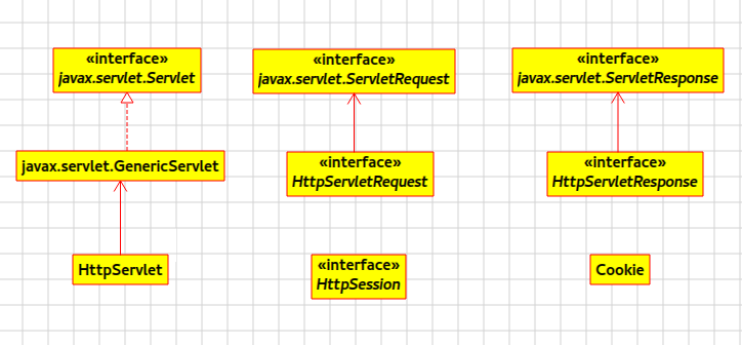 «interface»
javax.servlet.Servlet
«interface»
javax.servlet.ServletRequest
«interface»
javax.servlet.ServletResponse
javax.servlet.GenericServlet
«interface»
HttpServletRequest
«interface»
HttpServletResponse
HttpServlet
«interface»
HttpSession
Cookie